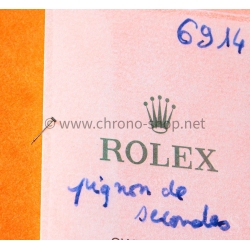 6914
© www.chrono-shop.net
ROLEX
pignon de
secondes